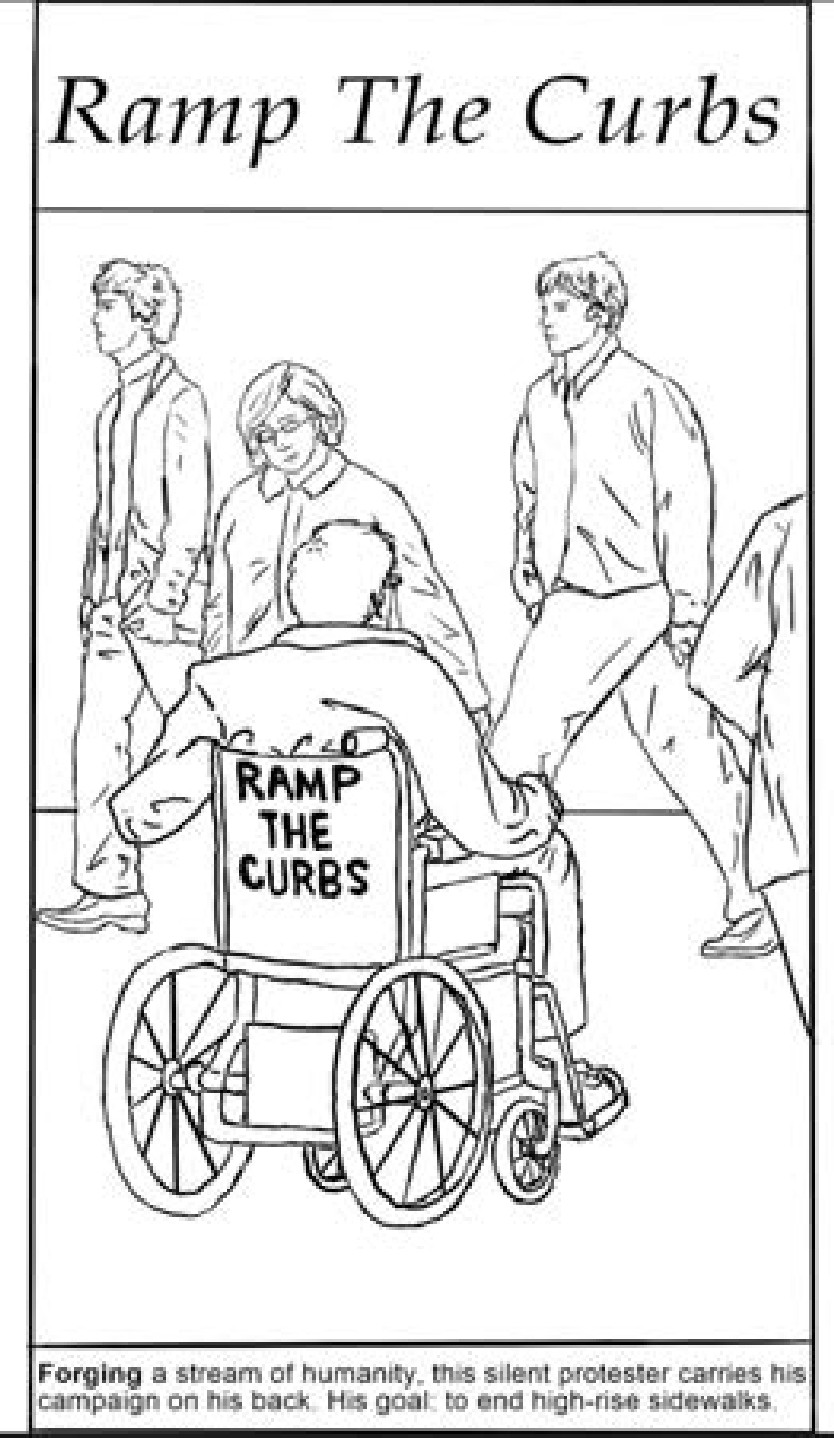 Ramp The Curbs
RAMP
THE
CURBS
Forging a stream of humanity, this silent protester carries his
campaign on his back. His goal: to end high-rise sidewalks.